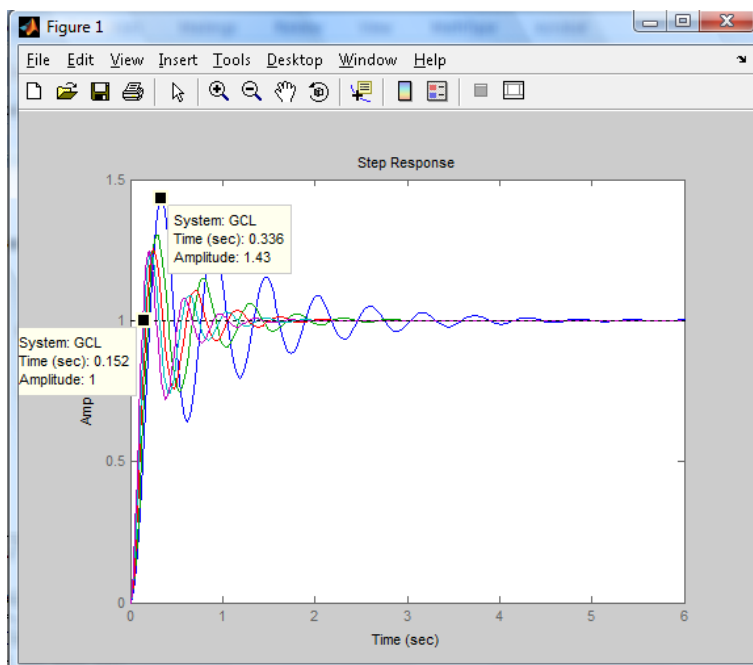 Figure 1
File Edit View Insert Tools Desktop Window Help
Step Response
1.5
System: GCL
Time (sec): 0.336
Amplitude: 1.43
1
System: GCL
Time (sec): 0.152
Amplitude: 1
Amp
0.5
0
0 1 2 3 4 5 6
Time (sec)